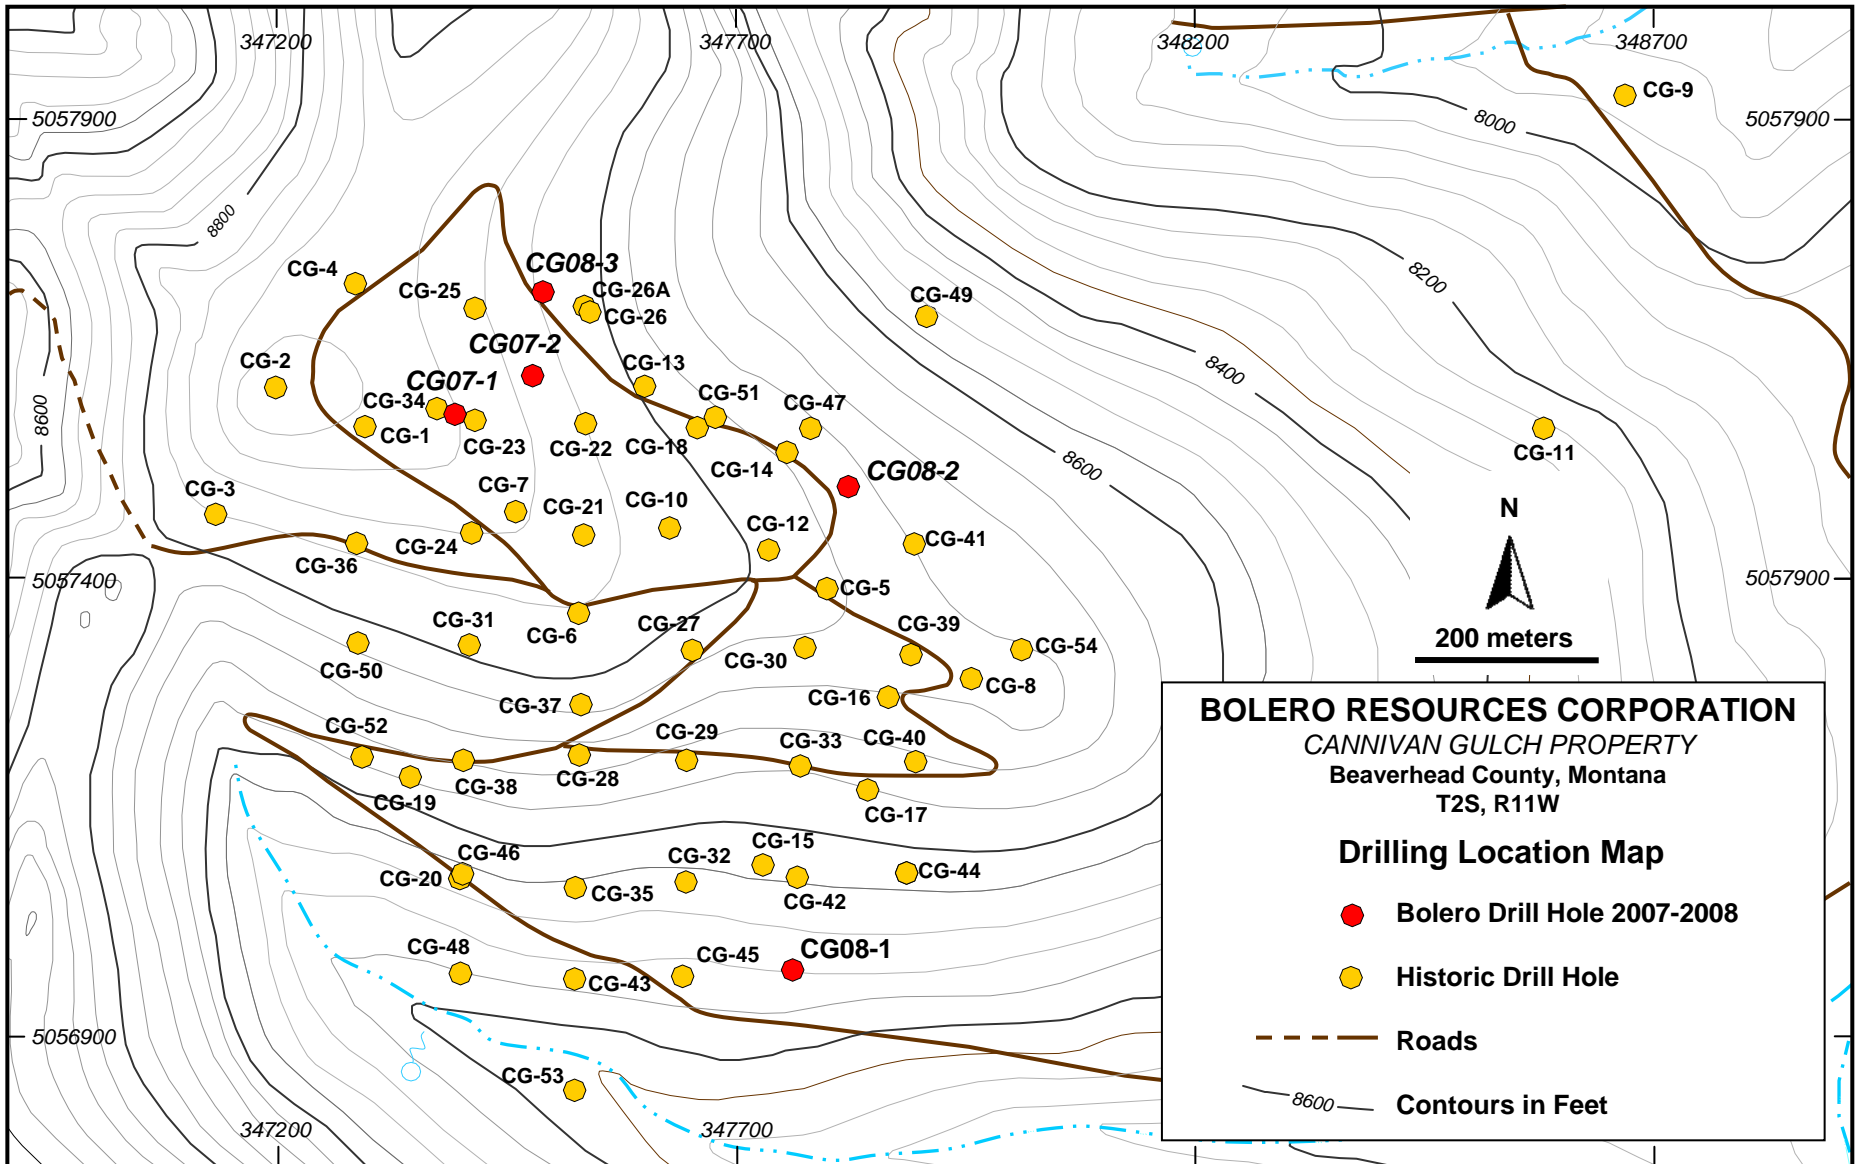 347200
347700
348200
348700
CG-9
5057900
5057900
8000
8800
CG-4
CG08-3
CG-25
CG-26A
CG-26
CG-49
8200
CG07-2
CG-2
CG07-1
CG-13
8400
CG-34
CG-51
CG-47
8600
CG-1
CG-23
CG-22
CG-18
CG-14
CG08-2
8600
CG-11
CG-3
CG-7
CG-21
CG-10
CG-12
N
CG-24
CG-36
CG-41
5057400
5057900
CG-5
CG-31
CG-6
CG-27
CG-39
200 meters
CG-50
CG-30
CG-54
CG-8
CG-37
CG-16
BOLERO RESOURCES CORPORATION
CANNIVAN GULCH PROPERTY
Beaverhead County, Montana
T2S, R11W
CG-52
CG-29
CG-33
CG-40
CG-28
CG-38
CG-19
CG-17
Drilling Location Map
CG-46
CG-20
CG-32
CG-15
CG-44
CG-35
CG-42
Bolero Drill Hole 2007-2008
CG-48
CG-45
CG08-1
CG-43
Historic Drill Hole
5056900
Roads
CG-53
8600
Contours in Feet
347200
347700